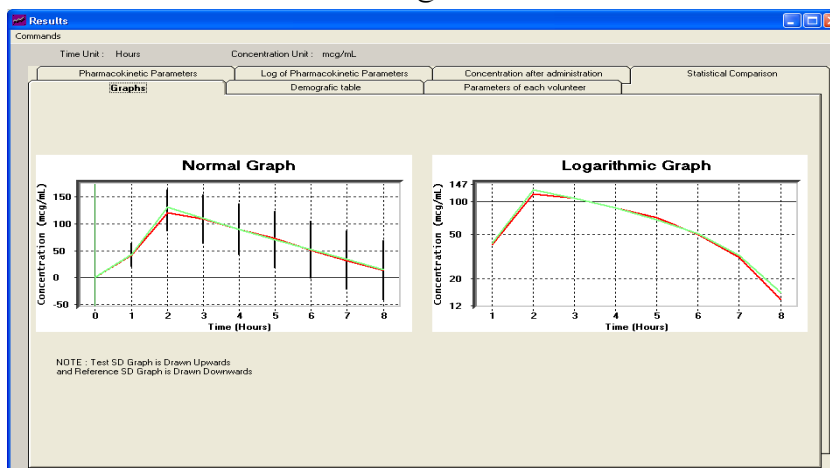 Results
Commands
Time Unit : Hours Concentration Unit : mcg/mL
Pharmacokinetic Parameters Log of Pharmacokinetic Parameters Concentration after administration Statistical Comparison
Graphs Demografic table Parameters of each volunteer
Normal Graph
Concentration (mcg/mL)
150
100
50
0
-50
0 1 2 3 4 5 6 7 8
Time (Hours)
Logarithmic Graph
Concentration (mcg/mL)
147
100
50
20
12
1 2 3 4 5 6 7 8
Time (Hours)
NOTE : Test SD Graph is Drawn Upwards
and Reference SD Graph is Drawn Downwards